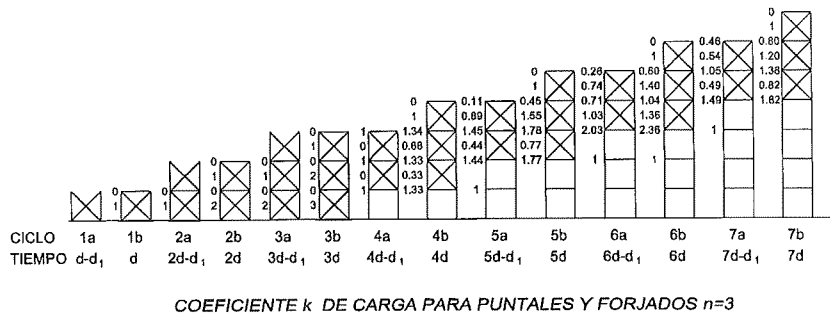 0
1
0 0.46 0.80
1 0.54 1.20
0 0.26 0.60 1.05 1.38
1 0.74 1.40 0.49 0.82
0 0.11 0.45 0.71 1.04 1.49 1.62
1 0.89 1.55 1.03 1.36
0 1 1.34 1.45 1.78 2.03 2.36 1
1 0 0.66 0.44 0.77
0 0 0 1 1.33 1.44 1.77 1 1
1 1 2 0 0.33
0 0 0 0 0 1 1.33 1
1 1 2 2 3
CICLO 1a 1b 2a 2b 3a 3b 4a 4b 5a 5b 6a 6b 7a 7b
TIEMPO d-d1 d 2d-d1 2d 3d-d1 3d 4d-d1 4d 5d-d1 5d 6d-d1 6d 7d-d1 7d
COEFICIENTE k DE CARGA PARA PUNTALES Y FORJADOS n=3